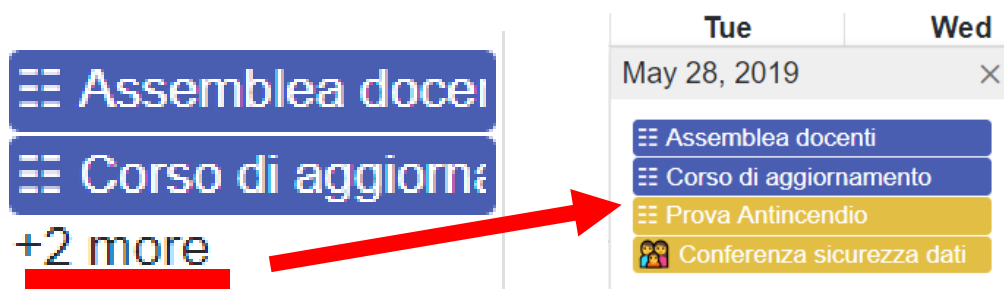 Assemblea docen
Corso di aggiorna
+2 more
Tue Wed
May 28, 2019 ×
Assemblea docenti
Corso di aggiornamento
Prova Antincendio
Conferenza sicurezza dati